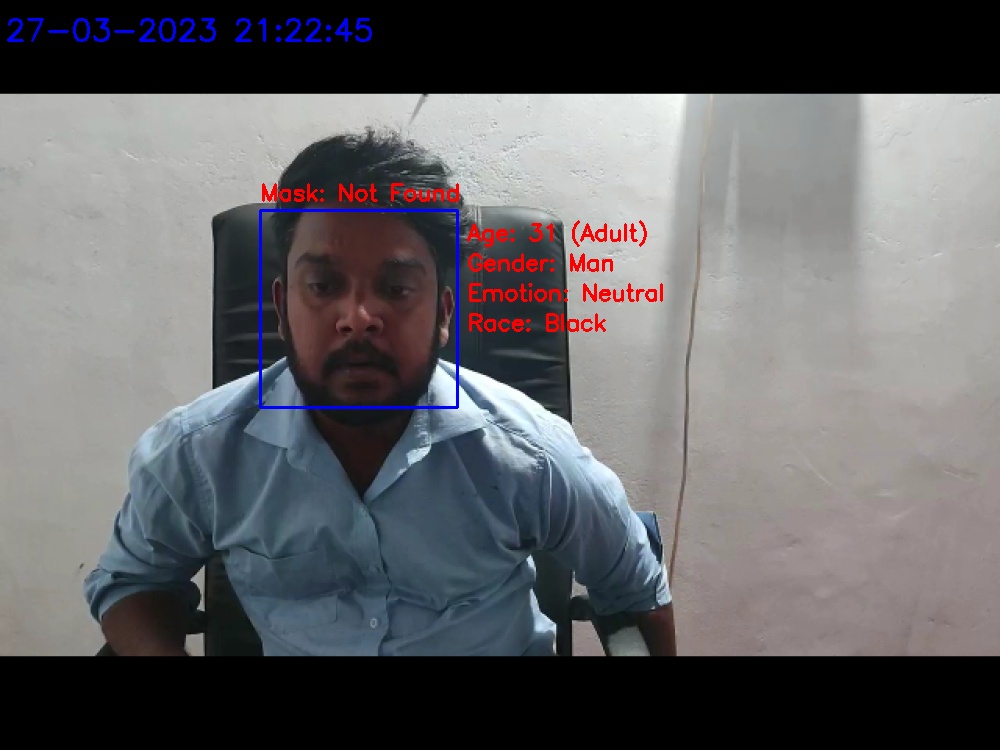 27-03-2023 21:22:45
Mask: Not Found
Age: 31 (Adult)
Gender: Man
Emotion: Neutral
Race: Black